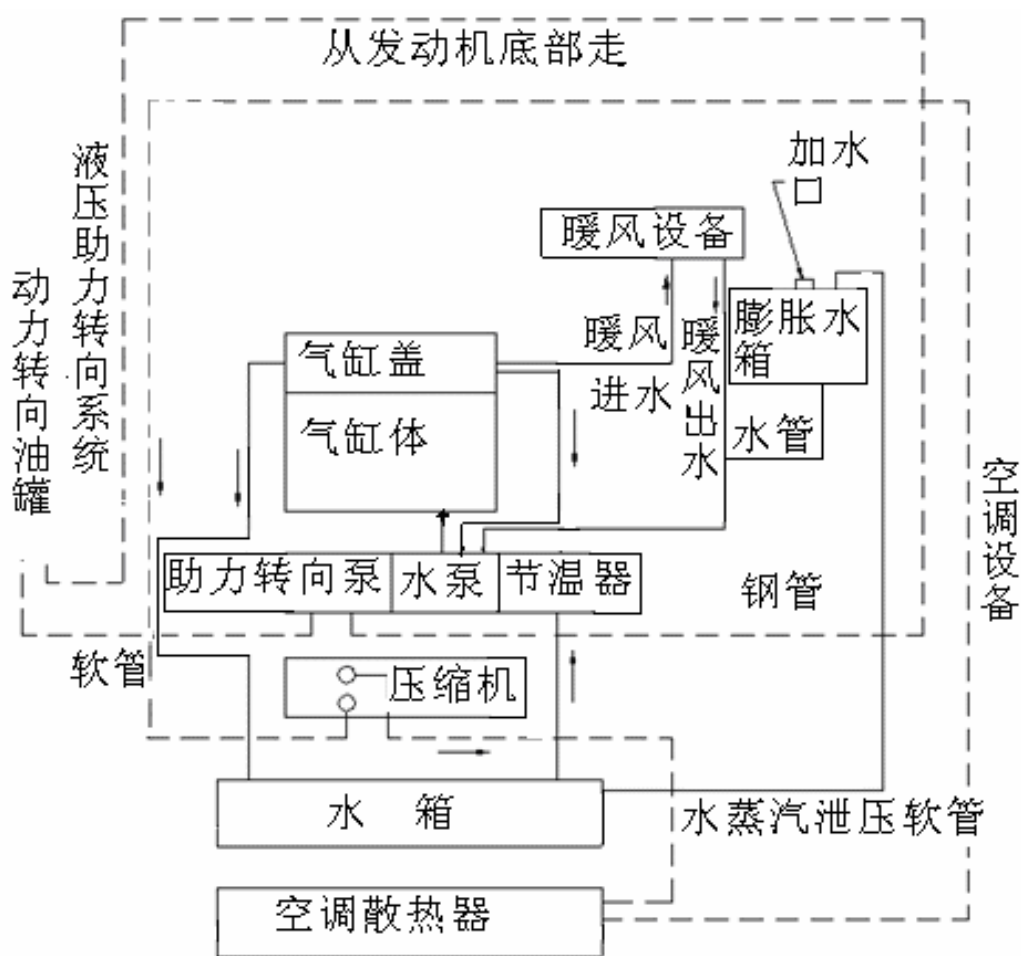 从发动机底部走
液压助力转向系统
动力转向油罐
加水
口
暖风设备
膨胀水
箱
暖风
进水
暖风出水
水管
气缸盖
气缸体
空调设备
助力转向泵
水泵
节温器
钢管
软管
压缩机
水 箱
水蒸汽泄压软管
空调散热器